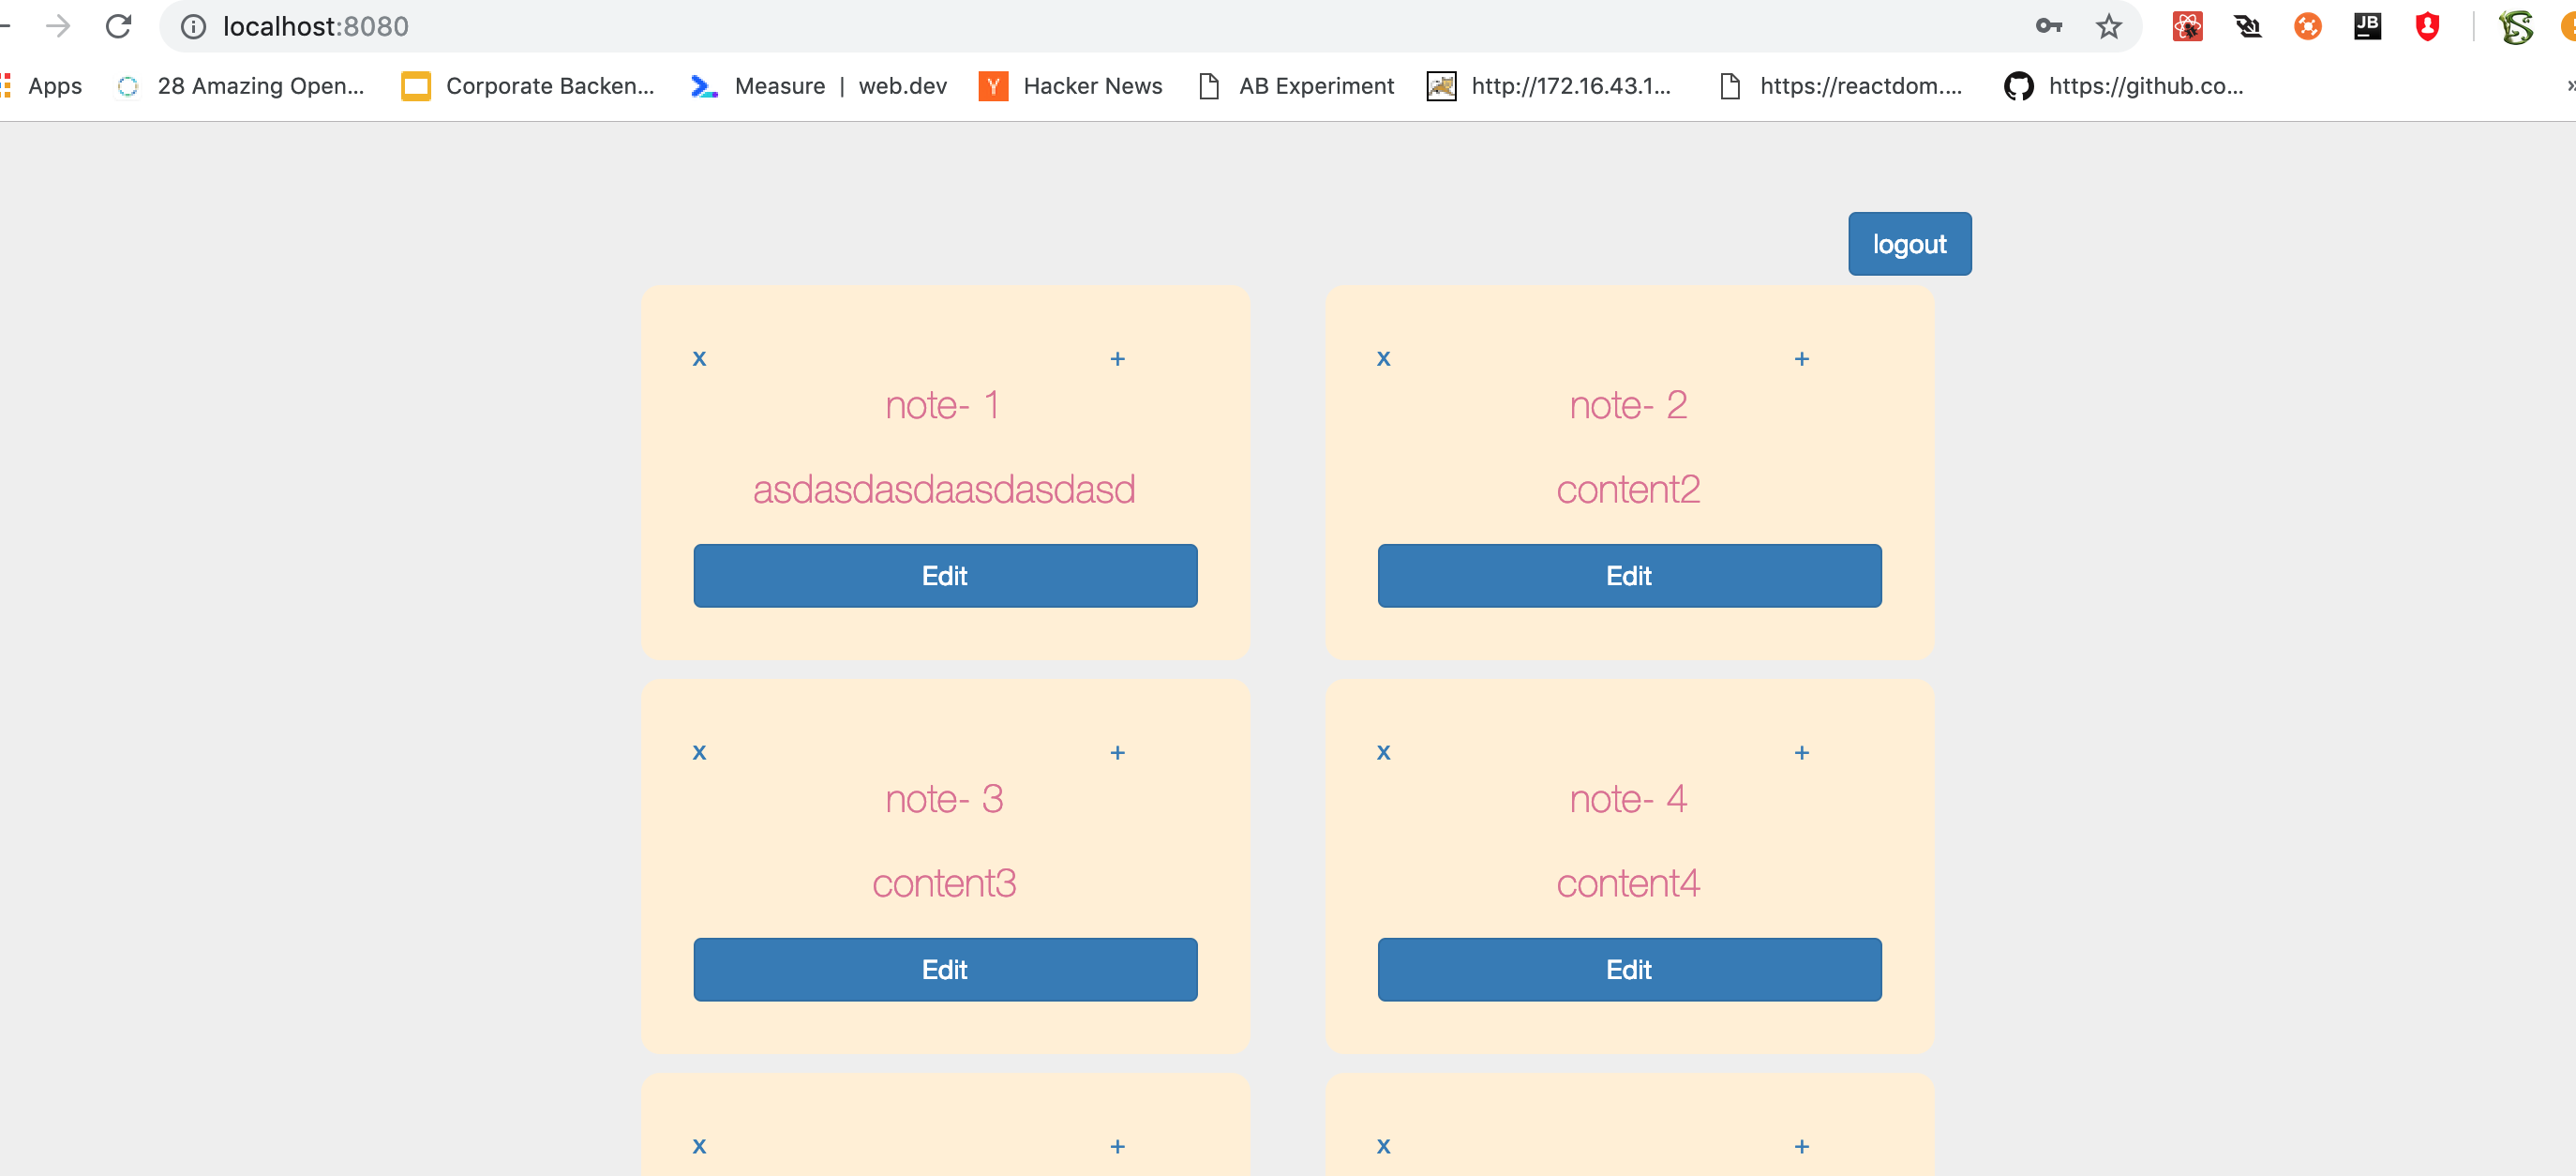 localhost:8080
Apps 28 Amazing Open... Corporate Backen... Measure | web.dev Y Hacker News AB Experiment http://172.16.43.1... https://reactdom.... https://github.co... »
JB
logout
x + x +
note- 1 note- 2
asdasdasdaasdasdasd content2
Edit Edit
x + x +
note- 3 note- 4
content3 content4
Edit Edit
x + x +